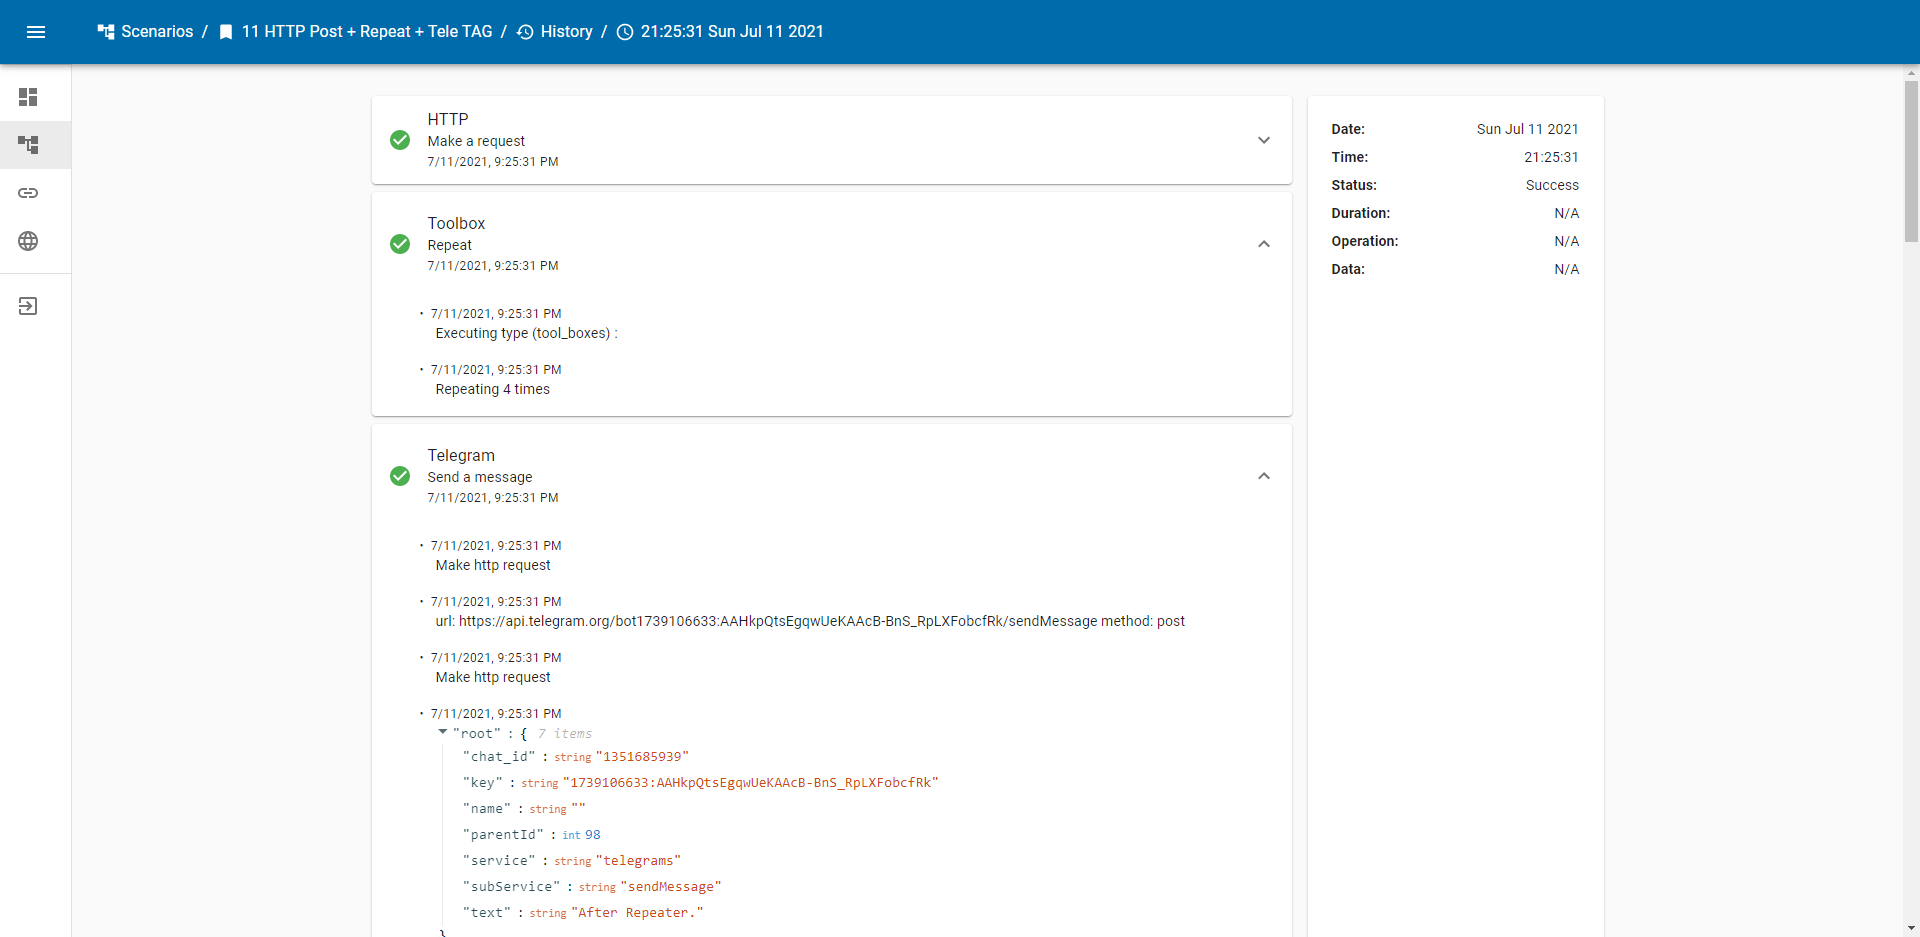 Scenarios / 11 HTTP Post + Repeat + Tele TAG / History / 21:25:31 Sun Jul 11 2021
HTTP
Make a request
7/11/2021, 9:25:31 PM
Toolbox
Repeat
7/11/2021, 9:25:31 PM
• 7/11/2021, 9:25:31 PM
Executing type (tool_boxes) :
• 7/11/2021, 9:25:31 PM
Repeating 4 times
Telegram
Send a message
7/11/2021, 9:25:31 PM
• 7/11/2021, 9:25:31 PM
Make http request
• 7/11/2021, 9:25:31 PM
url: https://api.telegram.org/bot1739106633:AAHkpQtsEgqwUeKAAcB-BnS_RpLXFobcfRk/sendMessage method: post
• 7/11/2021, 9:25:31 PM
Make http request
• 7/11/2021, 9:25:31 PM
"root" : { 7 items
"chat_id" : string "1351685939"
"key" : string "1739106633:AAHkpQtsEgqwUeKAAcB-BnS_RpLXFobcfRk"
"name" : string ""
"parentId" : int 98
"service" : string "telegrams"
"subService" : string "sendMessage"
"text" : string "After Repeater."
}
Date: Sun Jul 11 2021
Time: 21:25:31
Status: Success
Duration: N/A
Operation: N/A
Data: N/A